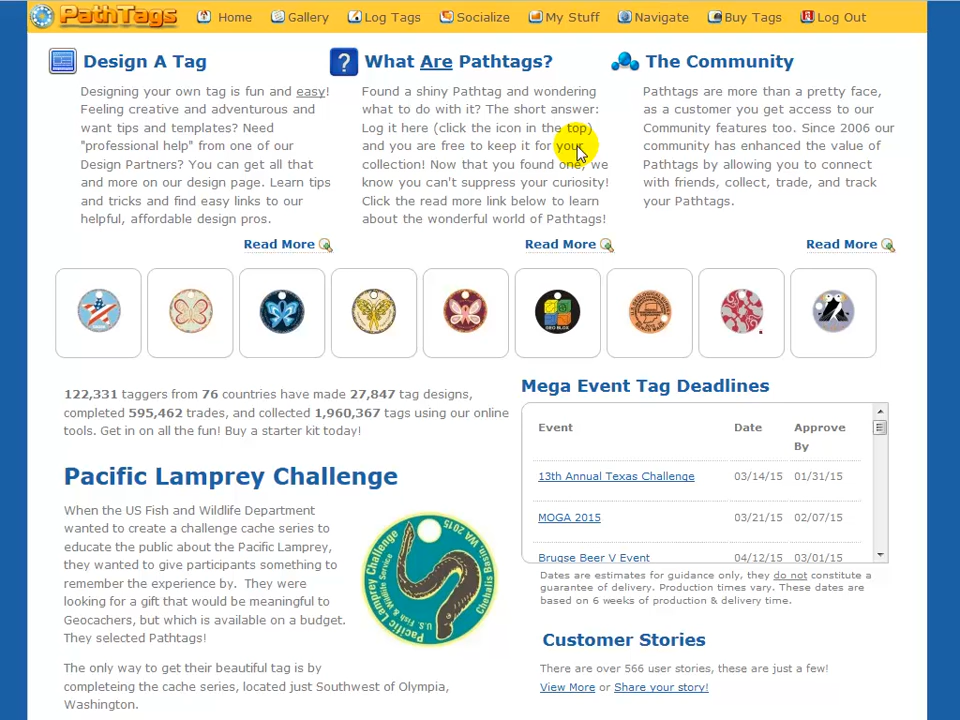 PathTags Home Gallery Log Tags Socialize My Stuff Navigate Buy Tags Log Out
Design A Tag
Designing your own tag is fun and easy!
Feeling creative and adventurous and
want tips and templates? Need
"professional help" from one of our
Design Partners? You can get all that
and more on our design page. Learn tips
and tricks and find easy links to our
helpful, affordable design pros.
Read More
What Are Pathtags?
Found a shiny Pathtag and wondering
what to do with it? The short answer:
Log it here (click the icon in the top)
and you are free to keep it for your
collection! Now that you found one, we
know you can't suppress your curiosity!
Click the read more link below to learn
about the wonderful world of Pathtags!
Read More
The Community
Pathtags are more than a pretty face,
as a customer you get access to our
Community features too. Since 2006 our
community has enhanced the value of
Pathtags by allowing you to connect
with friends, collect, trade, and track
your Pathtags.
Read More
GEO BLOX
122,331 taggers from 76 countries have made 27,847 tag designs,
completed 595,462 trades, and collected 1,960,367 tags using our online
tools. Get in on all the fun! Buy a starter kit today!
Pacific Lamprey Challenge
When the US Fish and Wildlife Department
wanted to create a challenge cache series to
educate the public about the Pacific Lamprey,
they wanted to give participants something to
remember the experience by. They were
looking for a gift that would be meaningful to
Geocachers, but which is available on a budget.
They selected Pathtags!
The only way to get their beautiful tag is by
completeing the cache series, located just Southwest of Olympia,
Washington.
Pacific Lamprey Challenge
U.S. Fish & Wildlife Service
Chehalis Basin, WA 2015
Mega Event Tag Deadlines
Event Date Approve
By
13th Annual Texas Challenge 03/14/15 01/31/15
MOGA 2015 03/21/15 02/07/15
Brugse Beer V Event 04/12/15 03/01/15
Dates are estimates for guidance only, they do not constitute a
guarantee of delivery. Production times vary. These dates are
based on 6 weeks of production & delivery time.
Customer Stories
There are over 566 user stories, these are just a few!
View More or Share your story!